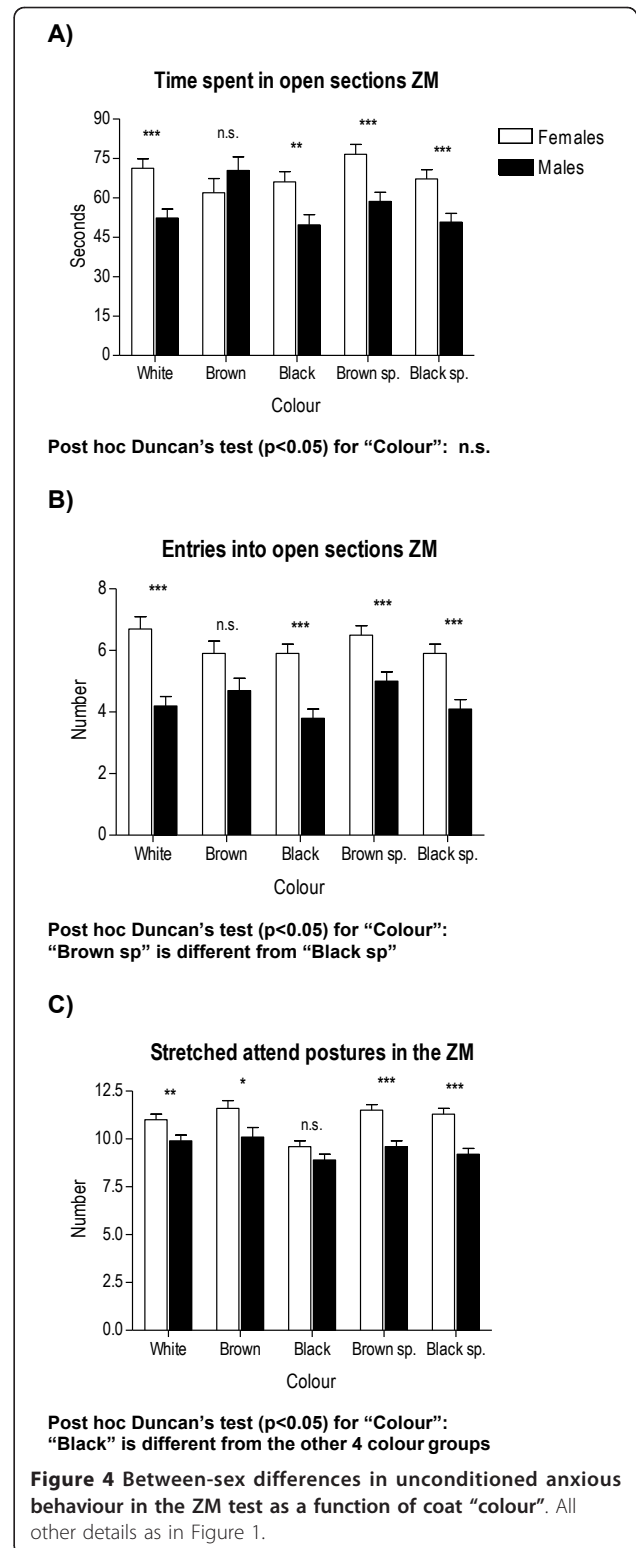 A)
Time spent in open sections ZM
90
75
60
45
30
15
0
Seconds
***
n.s.
**
***
***
Females
Males
White Brown Black Brown sp. Black sp.
Colour
Post hoc Duncan's test (p<0.05) for "Colour": n.s.
B)
Entries into open sections ZM
8
6
4
2
0
Number
***
n.s.
***
***
***
White Brown Black Brown sp. Black sp.
Colour
Post hoc Duncan's test (p<0.05) for "Colour":
"Brown sp" is different from "Black sp"
C)
Stretched attend postures in the ZM
12.5
10.0
7.5
5.0
2.5
0.0
Number
**
*
n.s.
***
***
White Brown Black Brown sp. Black sp.
Colour
Post hoc Duncan's test (p<0.05) for "Colour":
"Black" is different from the other 4 colour groups
Figure 4 Between-sex differences in unconditioned anxious
behaviour in the ZM test as a function of coat "colour". All
other details as in Figure 1.